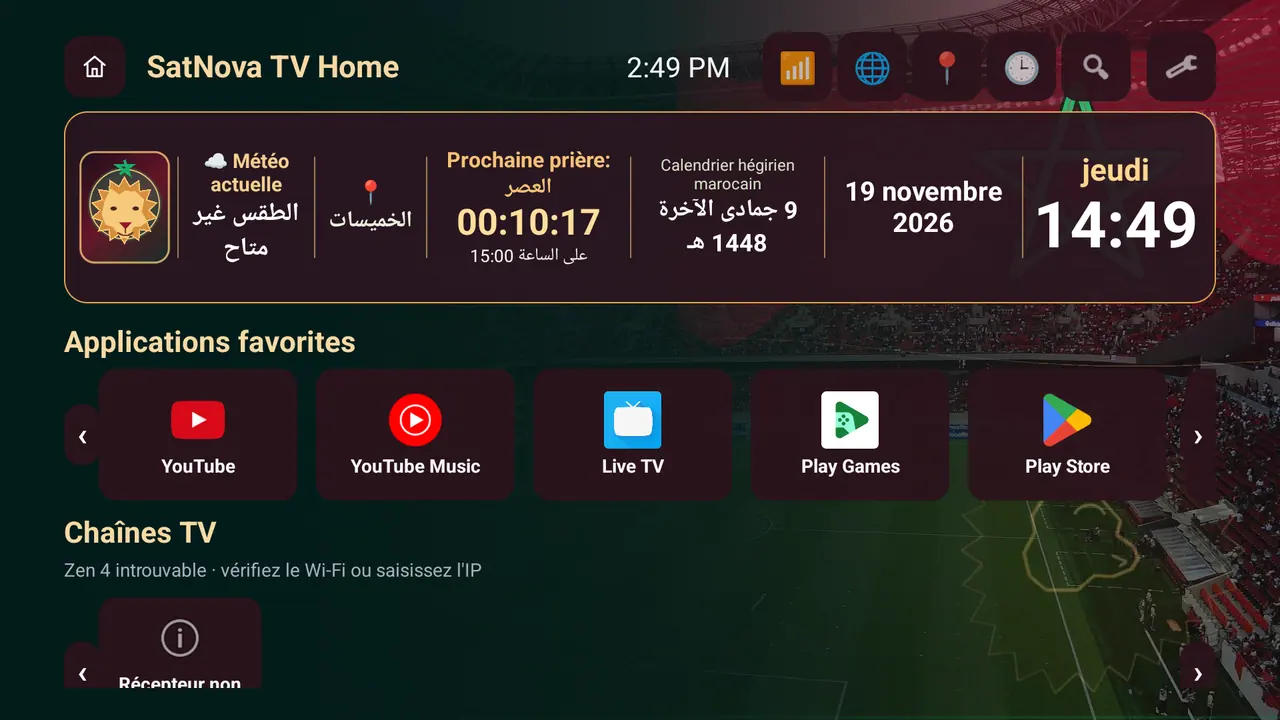 SatNova TV Home
2:49 PM
☁️ Météo
actuelle
الطقس غير
متاح
الخميسات
Prochaine prière:
العصر
00:10:17
على الساعة 15:00
Calendrier hégirien
marocain
9 جمادى الآخرة
1448 هـ
19 novembre
2026
jeudi
14:49
Applications favorites
YouTube
YouTube Music
Live TV
Play Games
Play Store
Chaînes TV
Zen 4 introuvable · vérifiez le Wi-Fi ou saisissez l'IP
Récepteur non